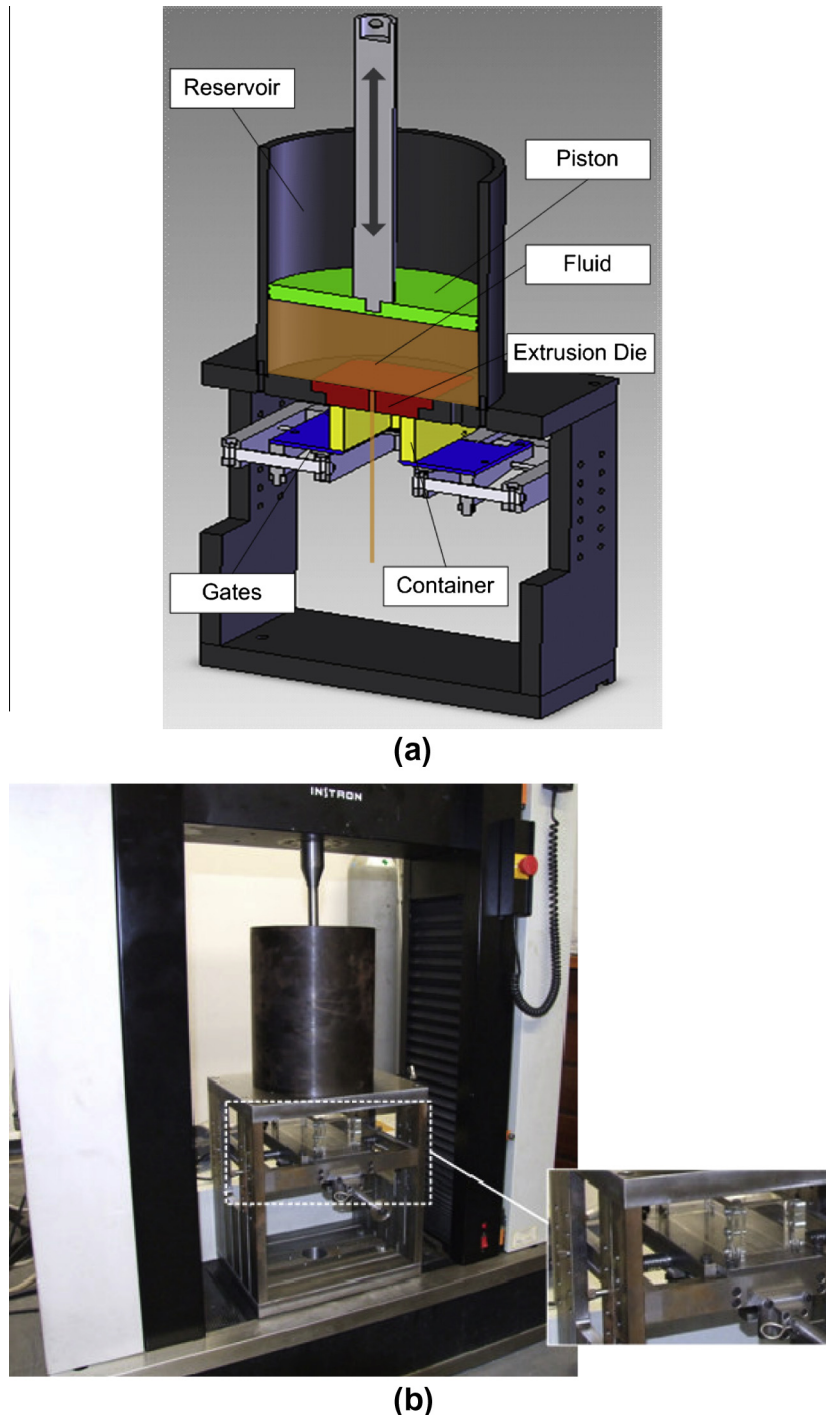 Reservoir
Piston
Fluid
Extrusion Die
Gates
Container
(a)
INSTRON
(b)